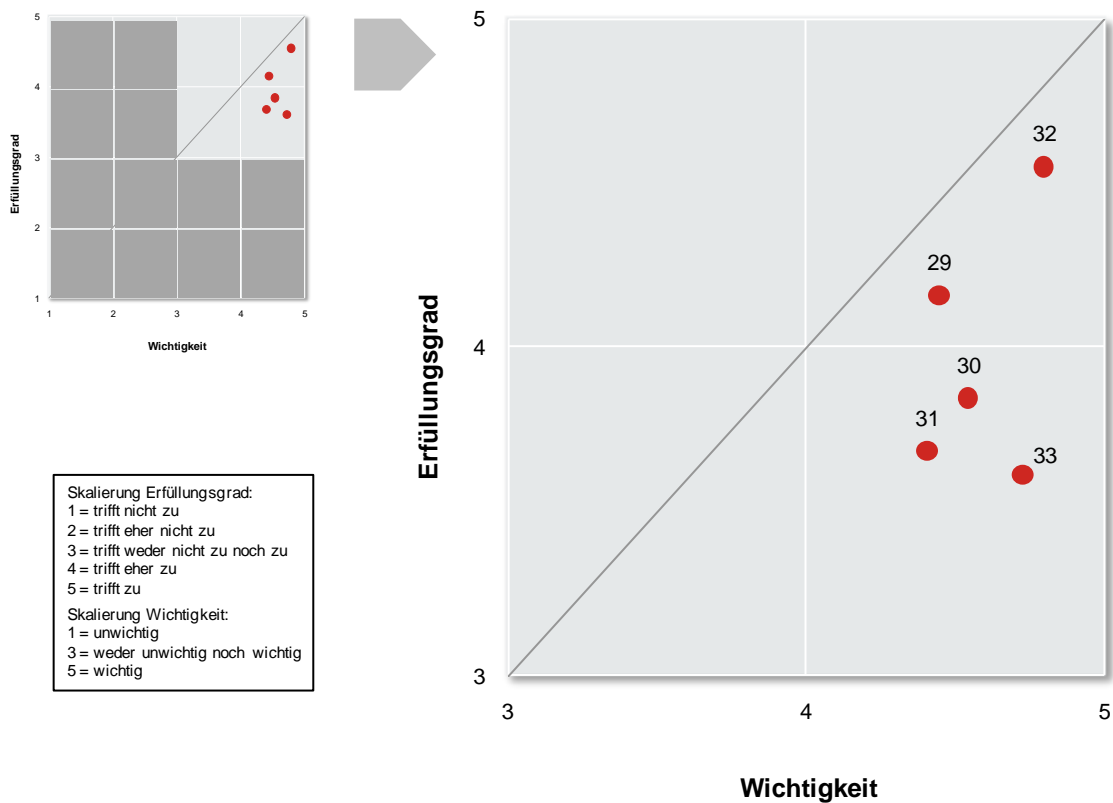 5
4
3
2
1
Erfüllungsgrad
1 2 3 4 5
Wichtigkeit
Skalierung Erfüllungsgrad:
1 = trifft nicht zu
2 = trifft eher nicht zu
3 = trifft weder nicht zu noch zu
4 = trifft eher zu
5 = trifft zu
Skalierung Wichtigkeit:
1 = unwichtig
3 = weder unwichtig noch wichtig
5 = wichtig
5
4
3
Erfüllungsgrad
32
29
30
31
33
3 4 5
Wichtigkeit